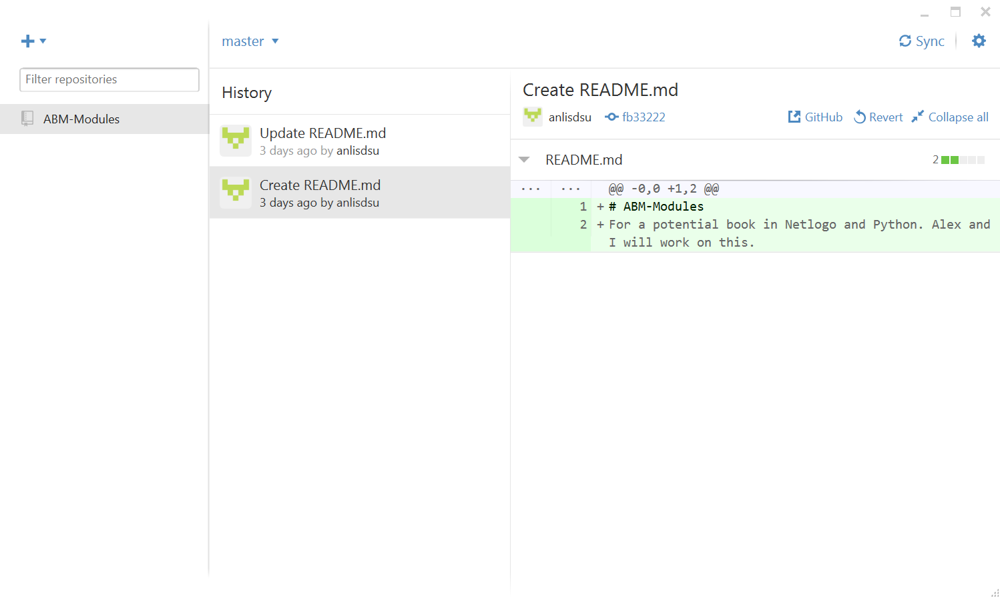 master
Sync
Filter repositories
ABM-Modules
History
Update README.md
3 days ago by anlisdsu
Create README.md
3 days ago by anlisdsu
Create README.md
anlisdsu fb33222 GitHub Revert Collapse all
README.md 2
... ... @@ -0,0 +1,2 @@
1 + # ABM-Modules
2 + For a potential book in Netlogo and Python. Alex and
I will work on this.